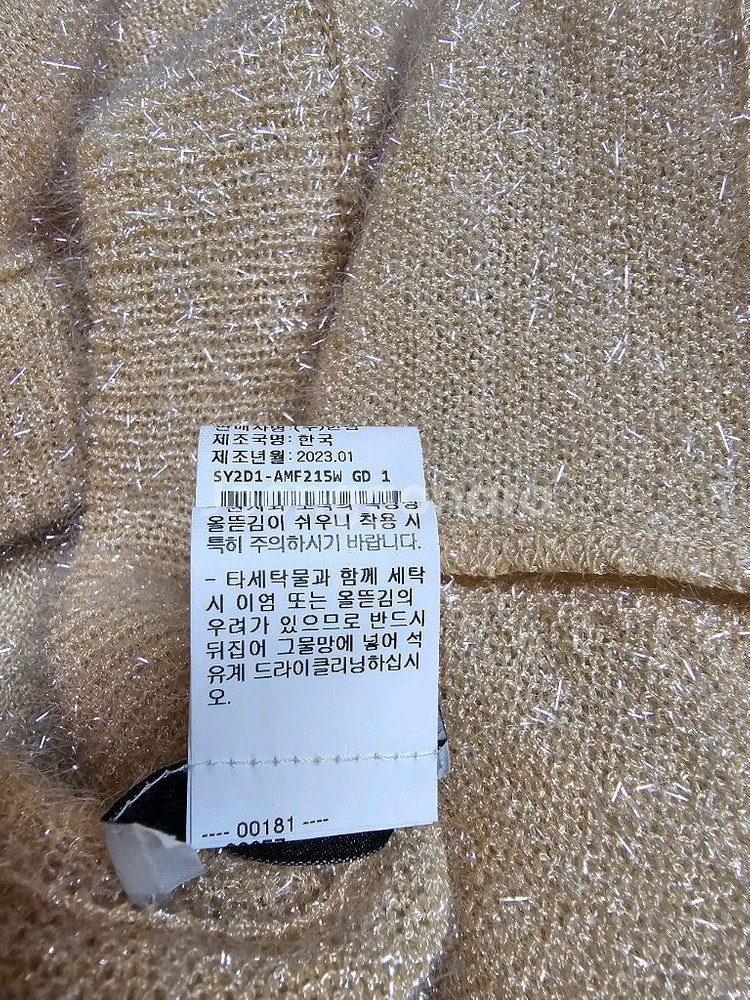 제조국명: 한국
제조년월: 2023.01
SY2D1-AMF215W GD 1
올뜯김이 쉬우니 착용 시
특히 주의하시기 바랍니다.
- 타세탁물과 함께 세탁
시 이염 또는 올뜯김의
우려가 있으므로 반드시
뒤집어 그물망에 넣어 석
유계 드라이클리닝하십시
오.
---- 00181 ----